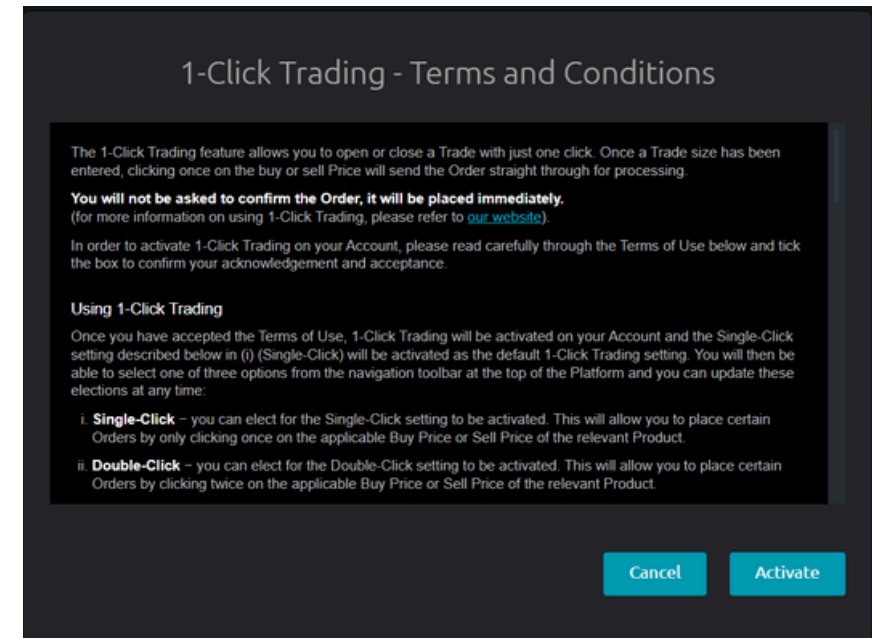 1-Click Trading - Terms and Conditions
The 1-Click Trading feature allows you to open or close a Trade with just one click. Once a Trade size has been
entered, clicking once on the buy or sell Price will send the Order straight through for processing.
You will not be asked to confirm the Order, it will be placed immediately.
(for more information on using 1-Click Trading, please refer to our website).
In order to activate 1-Click Trading on your Account, please read carefully through the Terms of Use below and tick
the box to confirm your acknowledgement and acceptance.
Using 1-Click Trading
Once you have accepted the Terms of Use, 1-Click Trading will be activated on your Account and the Single-Click
setting described below in (i) (Single-Click) will be activated as the default 1-Click Trading setting. You will then be
able to select one of three options from the navigation toolbar at the top of the Platform and you can update these
elections at any time:
i. Single-Click – you can elect for the Single-Click setting to be activated. This will allow you to place certain
Orders by only clicking once on the applicable Buy Price or Sell Price of the relevant Product.
ii. Double-Click – you can elect for the Double-Click setting to be activated. This will allow you to place certain
Orders by clicking twice on the applicable Buy Price or Sell Price of the relevant Product.
Cancel
Activate